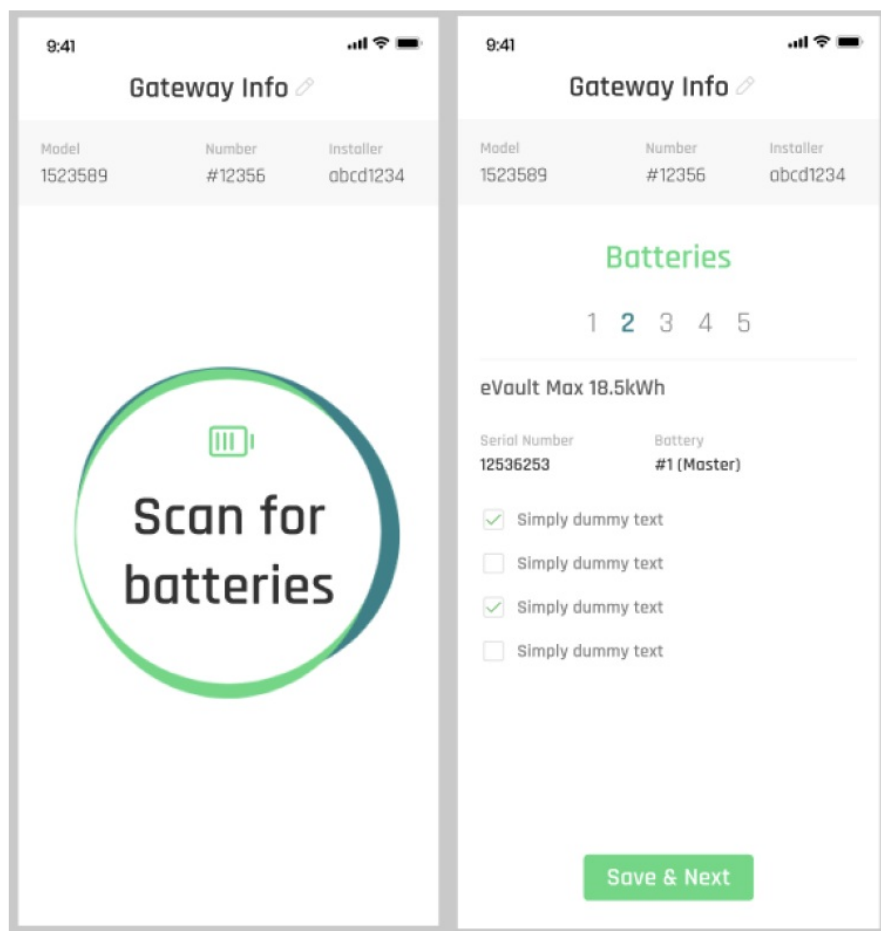 9:41
Gateway Info
Model Number Installer
1523589 #12356 abcd1234
Scan for
batteries
9:41
Gateway Info
Model Number Installer
1523589 #12356 abcd1234
Batteries
1 2 3 4 5
eVault Max 18.5kWh
Serial Number Battery
12536253 #1 (Master)
Simply dummy text
Simply dummy text
Simply dummy text
Simply dummy text
Save & Next